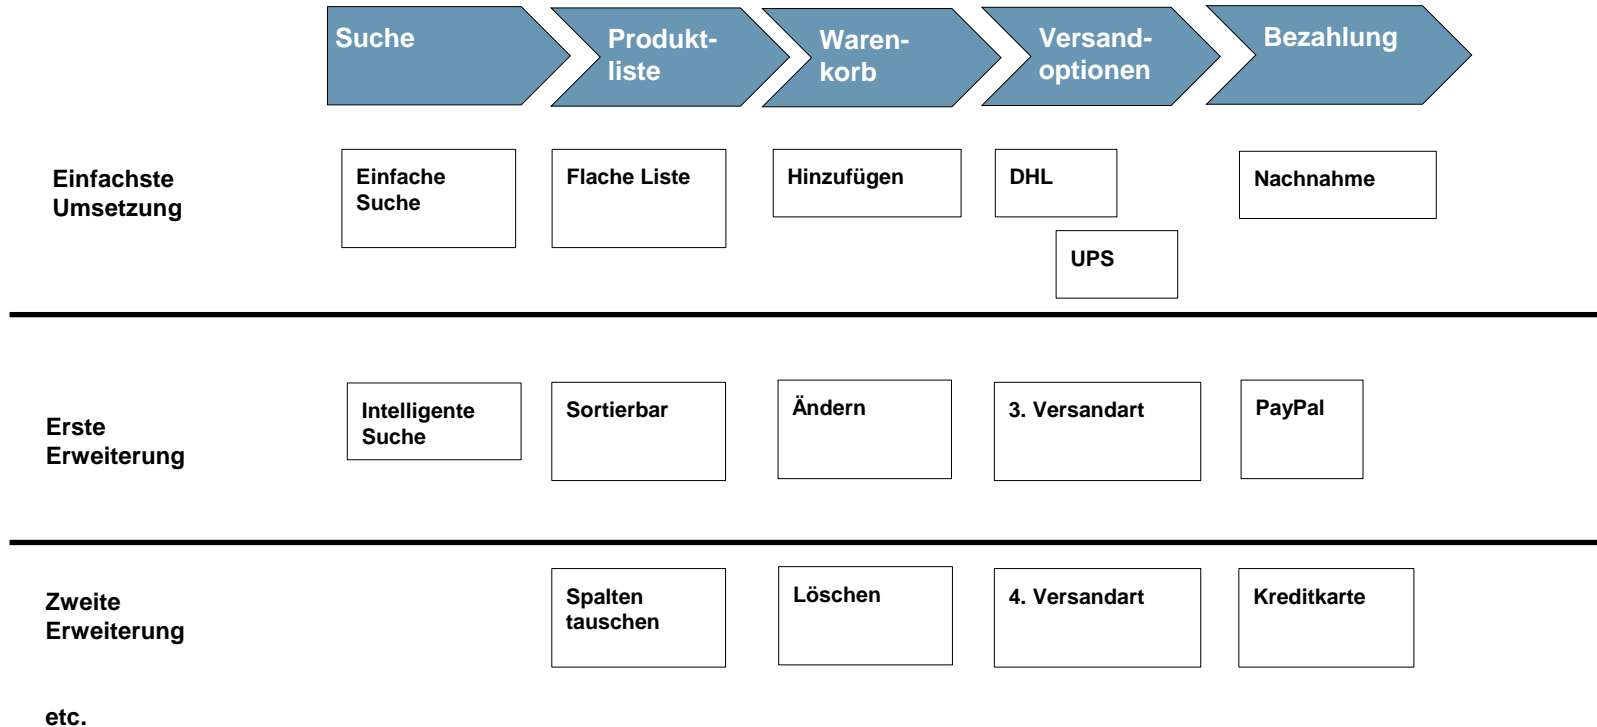 Suche
Produkt-
liste
Waren-
korb
Versand-
optionen
Bezahlung
Einfachste
Umsetzung
Einfache
Suche
Flache Liste
Hinzufügen
DHL
UPS
Nachnahme
Erste
Erweiterung
Intelligente
Suche
Sortierbar
Ändern
3. Versandart
PayPal
Zweite
Erweiterung
Spalten
tauschen
Löschen
4. Versandart
Kreditkarte
etc.